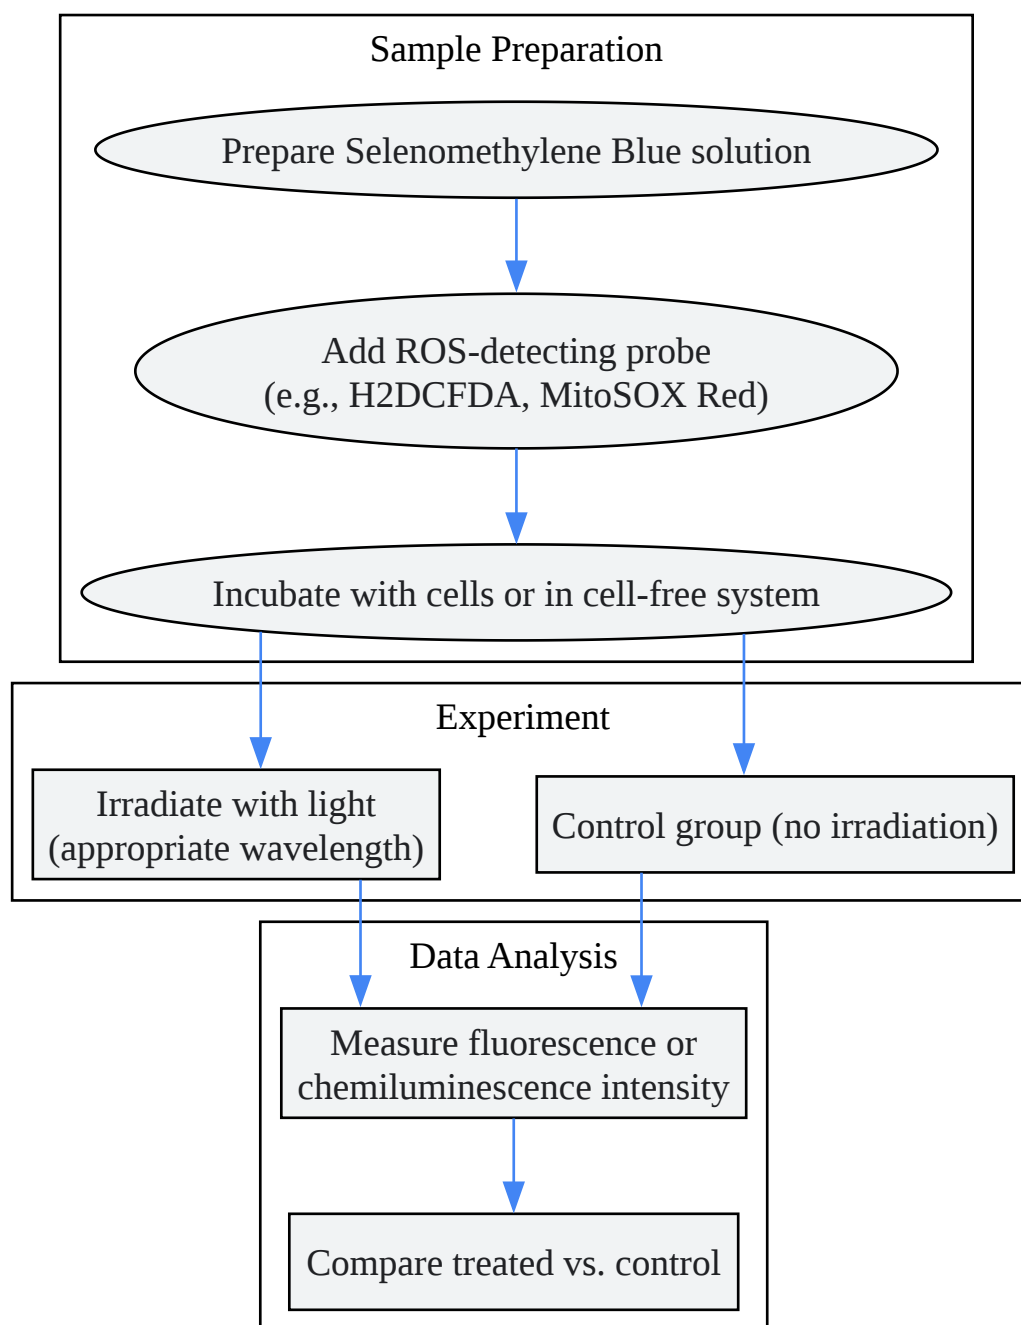 Sample Preparation
Prepare Selenomethylene Blue solution
Add ROS-detecting probe
(e.g., H2DCFDA, MitoSOX Red)
Incubate with cells or in cell-free system
Experiment
Irradiate with light
(appropriate wavelength)
Control group (no irradiation)
Data Analysis
Measure fluorescence or
chemiluminescence intensity
Compare treated vs. control